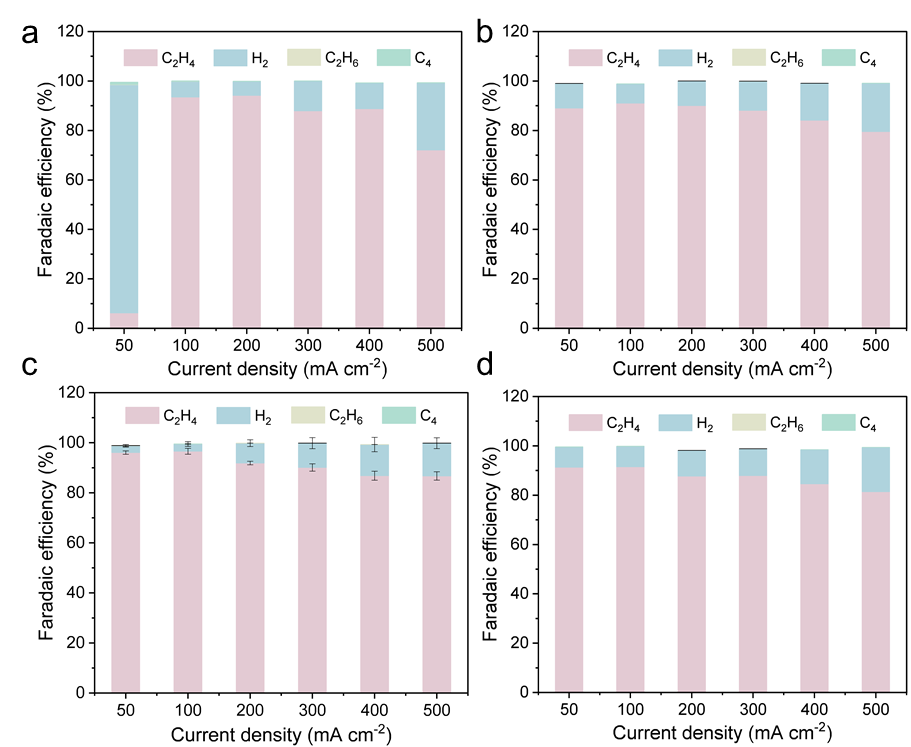 a
120
100
80
60
40
20
0
Faradaic efficiency (%)
C₂H₄ H₂ C₂H₆ C₄
50 100 200 300 400 500
Current density (mA cm⁻²)
b
120
100
80
60
40
20
0
Faradaic efficiency (%)
C₂H₄ H₂ C₂H₆ C₄
50 100 200 300 400 500
Current density (mA cm⁻²)
c
120
100
80
60
40
20
0
Faradaic efficiency (%)
C₂H₄ H₂ C₂H₆ C₄
50 100 200 300 400 500
Current density (mA cm⁻²)
d
120
100
80
60
40
20
0
Faradaic efficiency (%)
C₂H₄ H₂ C₂H₆ C₄
50 100 200 300 400 500
Current density (mA cm⁻²)